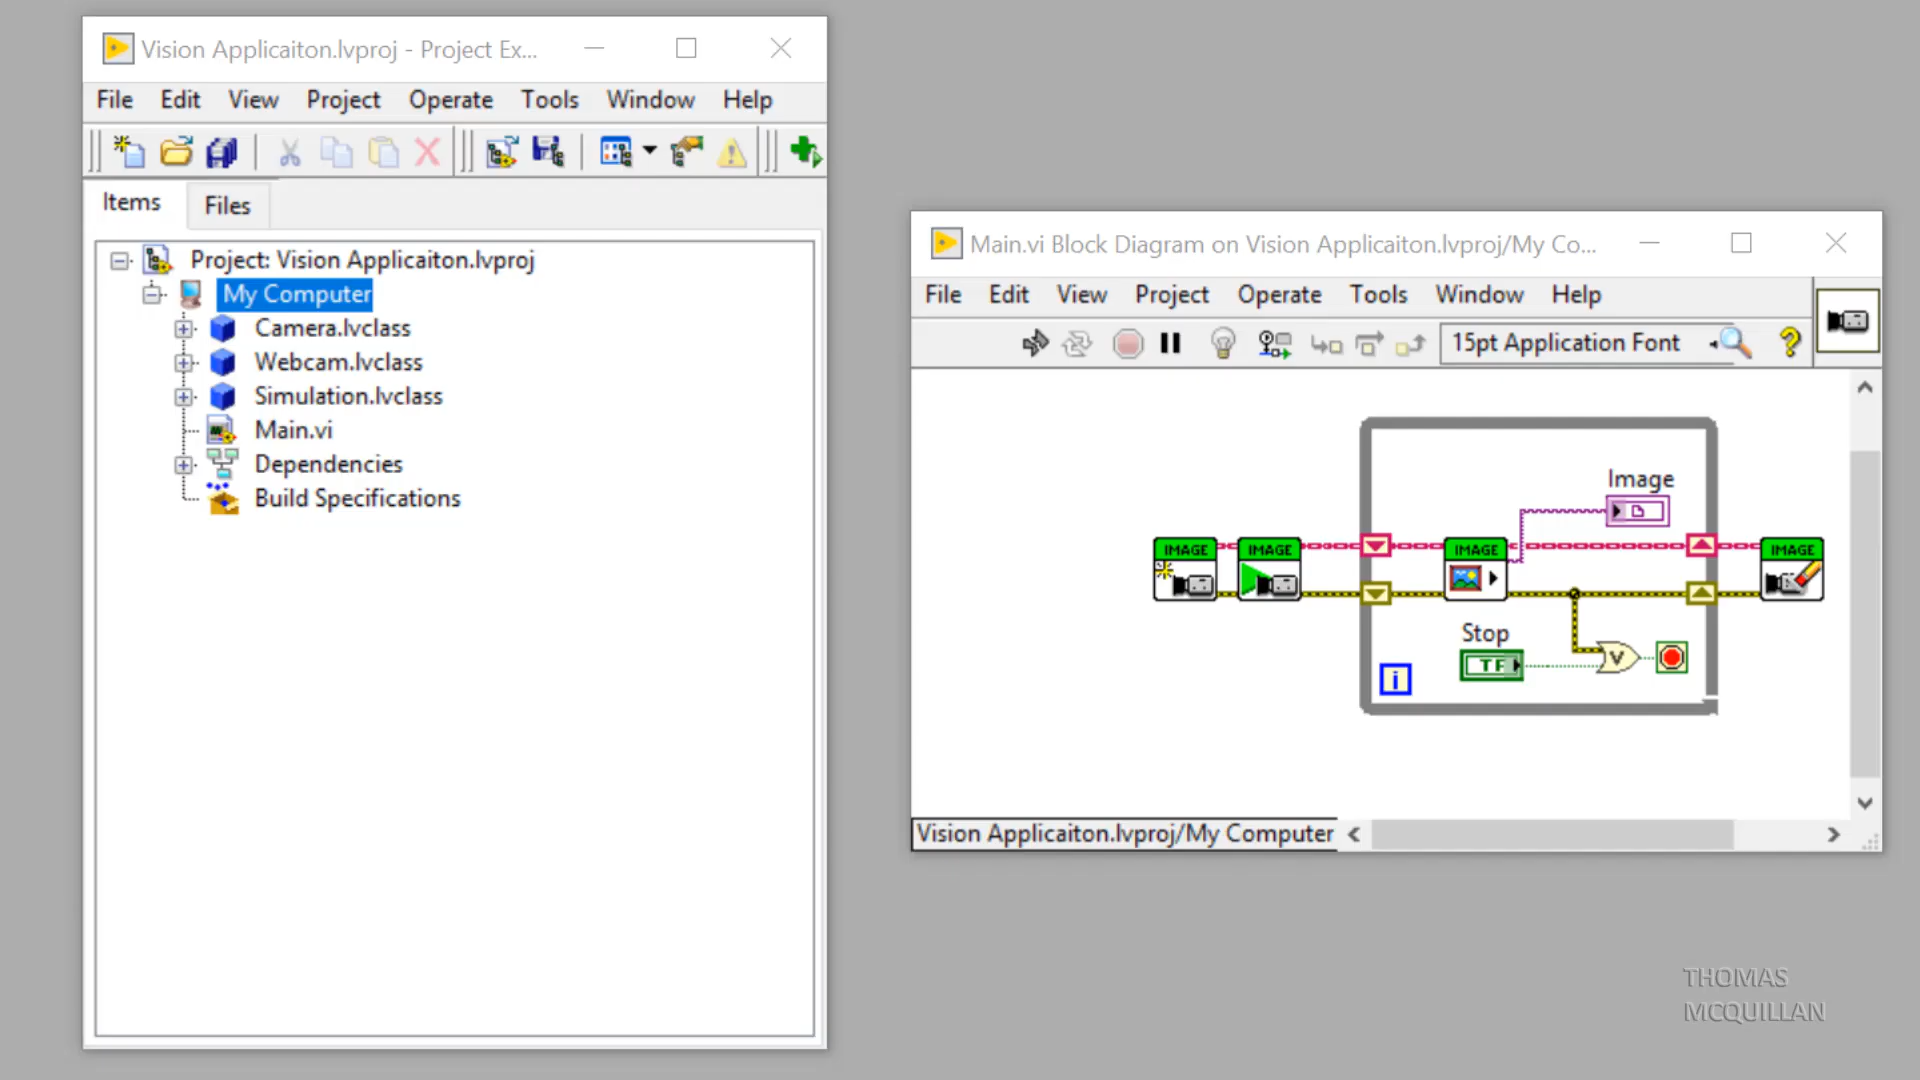 Vision Applicaiton.lvproj - Project Ex...
File Edit View Project Operate Tools Window Help
Items Files
Project: Vision Applicaiton.lvproj
My Computer
Camera.lvclass
Webcam.lvclass
Simulation.lvclass
Main.vi
Dependencies
Build Specifications
Main.vi Block Diagram on Vision Applicaiton.lvproj/My Co...
File Edit View Project Operate Tools Window Help
15pt Application Font
?
Image
IMAGE IMAGE IMAGE IMAGE
Stop
TF
V
i
Vision Applicaiton.lvproj/My Computer
THOMAS
MCQUILLAN